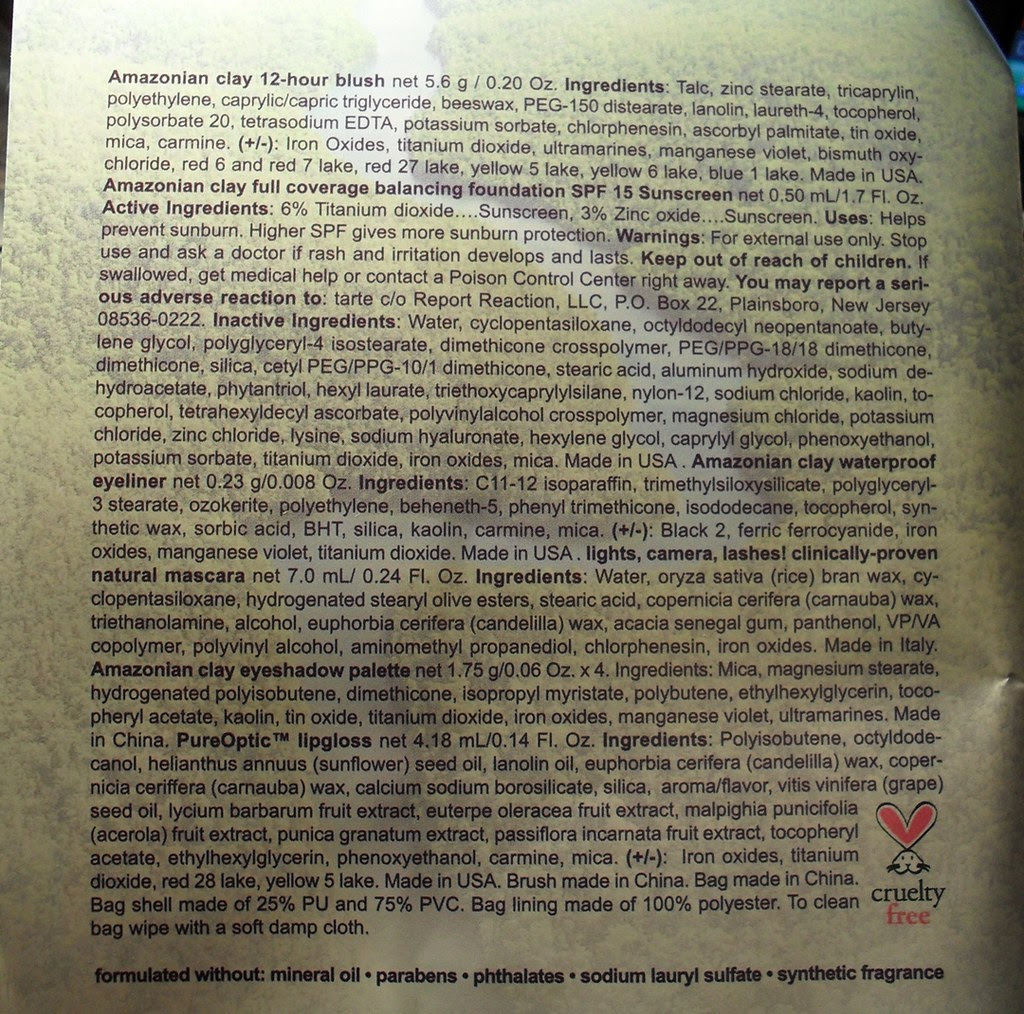 Amazonian clay 12-hour blush net 5.6 g / 0.20 Oz. Ingredients: Talc, zinc stearate, tricaprylin,
polyethylene, caprylic/capric triglyceride, beeswax, PEG-150 distearate, lanolin, laureth-4, tocopherol,
polysorbate 20, tetrasodium EDTA, potassium sorbate, chlorphenesin, ascorbyl palmitate, tin oxide,
mica, carmine. (+/-): Iron Oxides, titanium dioxide, ultramarines, manganese violet, bismuth oxy-
chloride, red 6 and red 7 lake, red 27 lake, yellow 5 lake, yellow 6 lake, blue 1 lake. Made in USA.
Amazonian clay full coverage balancing foundation SPF 15 Sunscreen net 0.50 mL/1.7 Fl. Oz.
Active Ingredients: 6% Titanium dioxide....Sunscreen, 3% Zinc oxide....Sunscreen. Uses: Helps
prevent sunburn. Higher SPF gives more sunburn protection. Warnings: For external use only. Stop
use and ask a doctor if rash and irritation develops and lasts. Keep out of reach of children. If
swallowed, get medical help or contact a Poison Control Center right away. You may report a seri-
ous adverse reaction to: tarte c/o Report Reaction, LLC, P.O. Box 22, Plainsboro, New Jersey
08536-0222. Inactive Ingredients: Water, cyclopentasiloxane, octyldodecyl neopentanoate, buty-
lene glycol, polyglyceryl-4 isostearate, dimethicone crosspolymer, PEG/PPG-18/18 dimethicone,
dimethicone, silica, cetyl PEG/PPG-10/1 dimethicone, stearic acid, aluminum hydroxide, sodium de-
hydroacetate, phytantriol, hexyl laurate, triethoxycaprylylsilane, nylon-12, sodium chloride, kaolin, to-
copherol, tetrahexyldecyl ascorbate, polyvinylalcohol crosspolymer, magnesium chloride, potassium
chloride, zinc chloride, lysine, sodium hyaluronate, hexylene glycol, caprylyl glycol, phenoxyethanol,
potassium sorbate, titanium dioxide, iron oxides, mica. Made in USA . Amazonian clay waterproof
eyeliner net 0.23 g/0.008 Oz. Ingredients: C11-12 isoparaffin, trimethylsiloxysilicate, polyglyceryl-
3 stearate, ozokerite, polyethylene, beheneth-5, phenyl trimethicone, isododecane, tocopherol, syn-
thetic wax, sorbic acid, BHT, silica, kaolin, carmine, mica. (+/-): Black 2, ferric ferrocyanide, iron
oxides, manganese violet, titanium dioxide. Made in USA . lights, camera, lashes! clinically-proven
natural mascara net 7.0 mL/ 0.24 Fl. Oz. Ingredients: Water, oryza sativa (rice) bran wax, cy-
clopentasiloxane, hydrogenated stearyl olive esters, stearic acid, copernicia cerifera (carnauba) wax,
triethanolamine, alcohol, euphorbia cerifera (candelilla) wax, acacia senegal gum, panthenol, VP/VA
copolymer, polyvinyl alcohol, aminomethyl propanediol, chlorphenesin, iron oxides. Made in Italy.
Amazonian clay eyeshadow palette net 1.75 g/0.06 Oz. x 4. Ingredients: Mica, magnesium stearate,
hydrogenated polyisobutene, dimethicone, isopropyl myristate, polybutene, ethylhexylglycerin, toco-
pheryl acetate, kaolin, tin oxide, titanium dioxide, iron oxides, manganese violet, ultramarines. Made
in China. PureOptic™ lipgloss net 4.18 mL/0.14 Fl. Oz. Ingredients: Polyisobutene, octyldode-
canol, helianthus annuus (sunflower) seed oil, lanolin oil, euphorbia cerifera (candelilla) wax, coper-
nicia ceriffera (carnauba) wax, calcium sodium borosilicate, silica, aroma/flavor, vitis vinifera (grape)
seed oil, lycium barbarum fruit extract, euterpe oleracea fruit extract, malpighia punicifolia
(acerola) fruit extract, punica granatum extract, passiflora incarnata fruit extract, tocopheryl
acetate, ethylhexylglycerin, phenoxyethanol, carmine, mica. (+/-): Iron oxides, titanium
dioxide, red 28 lake, yellow 5 lake. Made in USA. Brush made in China. Bag made in China.
Bag shell made of 25% PU and 75% PVC. Bag lining made of 100% polyester. To clean
bag wipe with a soft damp cloth.
cruelty
free
formulated without: mineral oil • parabens • phthalates • sodium lauryl sulfate • synthetic fragrance